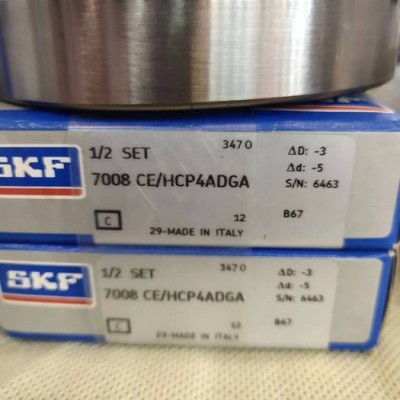 SKF
1/2 SET 3470 ΔD: -3
7008 CE/HCP4ADGA Δd: -5
S/N: 6463
C 12 B67
29-MADE IN ITALY
SKF
1/2 SET 3470 ΔD: -3
7008 CE/HCP4ADGA Δd: -5
S/N: 6463
C 12 B67
29-MADE IN ITALY